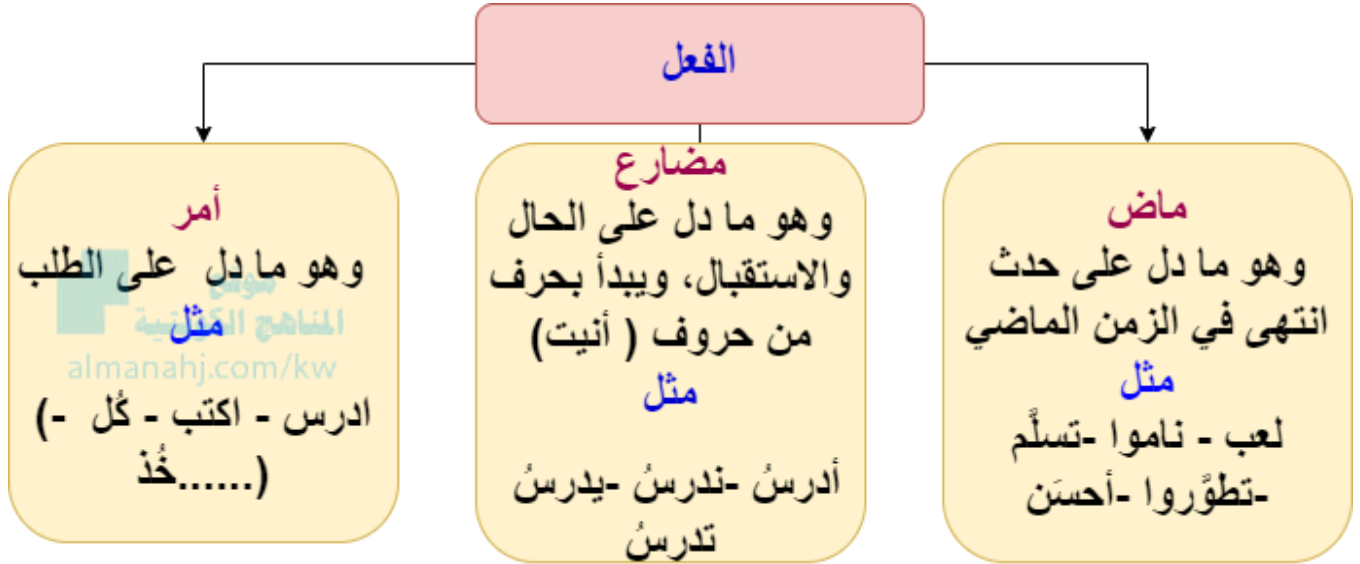 الفعل
ماض
وهو ما دل على حدث
انتهى في الزمن الماضي
مثل
لعب - ناموا -تسلَّم
-تطوَّروا -أحسَن
مضارع
وهو ما دل على الحال
والاستقبال، ويبدأ بحرف
من حروف ( أنيت)
مثل
أدرسُ -ندرسُ -يدرسُ
تدرسُ
أمر
وهو ما دل على الطلب
مثل
ادرس - اكتب - كُل -)
خُذ......)
موقع
المناهج الكويتية
almanahj.com/kw